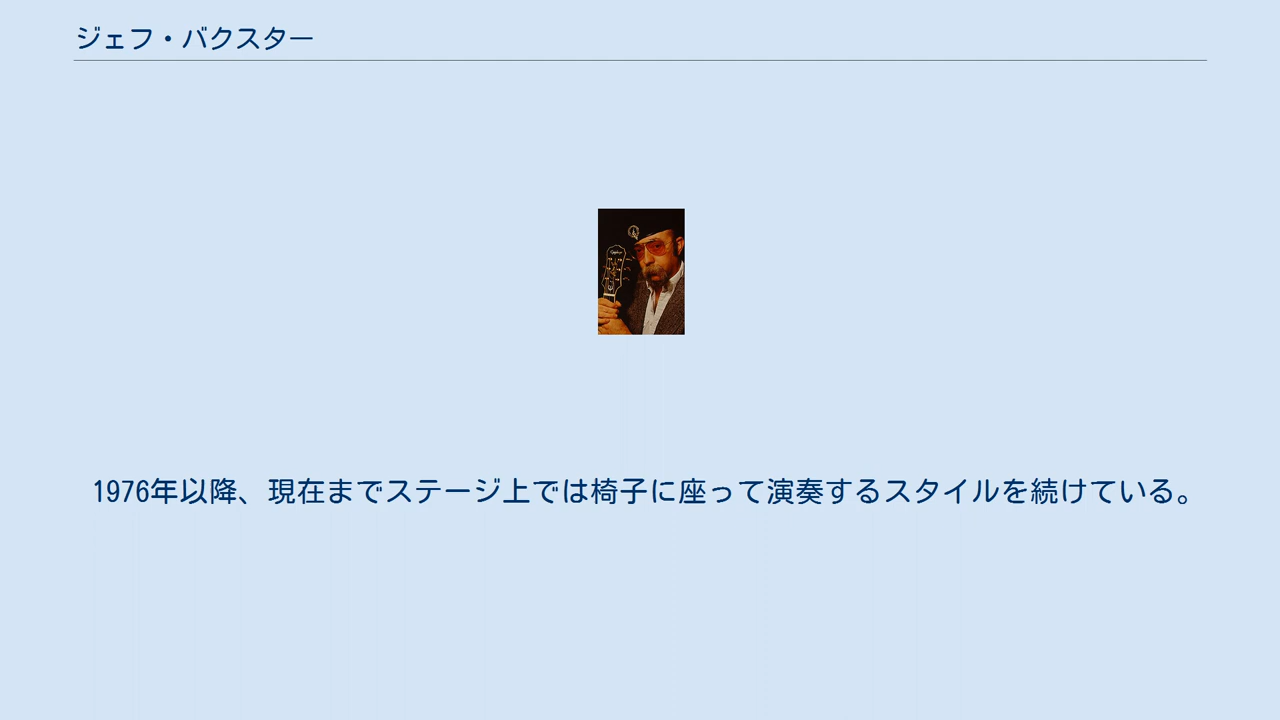 ジェフ・バクスター
1976年以降、現在までステージ上では椅子に座って演奏するスタイルを続けている。